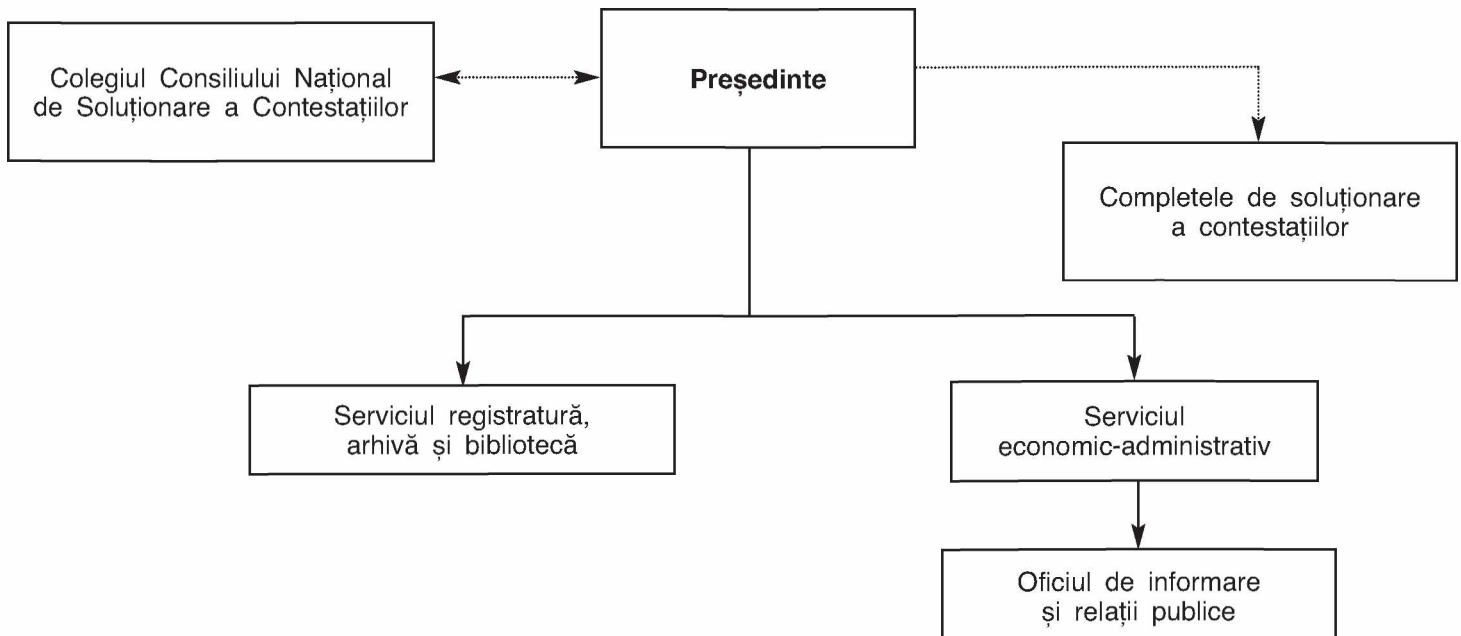 Colegiul Consiliului Național
de Soluționare a Contestațiilor
Președinte
Completele de soluționare
a contestațiilor
Serviciul registratură,
arhivă și bibliotecă
Serviciul
economic-administrativ
Oficiul de informare
și relații publice